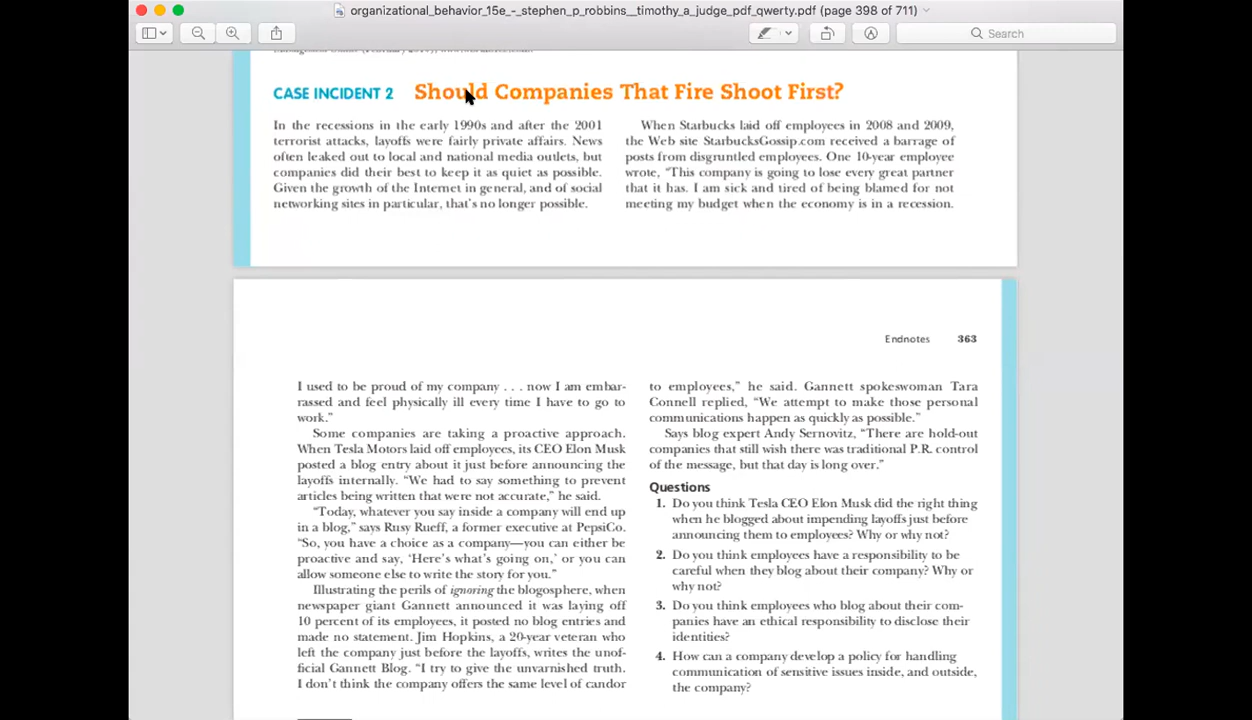 organizational_behavior_15e_-_stephen_p_robbins__timothy_a_judge_pdf_qwerty.pdf (page 398 of 711)
Search
CASE INCIDENT 2 Should Companies That Fire Shoot First?
In the recessions in the early 1990s and after the 2001
terrorist attacks, layoffs were fairly private affairs. News
often leaked out to local and national media outlets, but
companies did their best to keep it as quiet as possible.
Given the growth of the Internet in general, and of social
networking sites in particular, that's no longer possible.
When Starbucks laid off employees in 2008 and 2009,
the Web site StarbucksGossip.com received a barrage of
posts from disgruntled employees. One 10-year employee
wrote, "This company is going to lose every great partner
that it has. I am sick and tired of being blamed for not
meeting my budget when the economy is in a recession.
Endnotes 363
I used to be proud of my company . . . now I am embar-
rassed and feel physically ill every time I have to go to
work."
Some companies are taking a proactive approach.
When Tesla Motors laid off employees, its CEO Elon Musk
posted a blog entry about it just before announcing the
layoffs internally. "We had to say something to prevent
articles being written that were not accurate," he said.
"Today, whatever you say inside a company will end up
in a blog," says Rusy Rueff, a former executive at PepsiCo.
"So, you have a choice as a company—you can either be
proactive and say, 'Here's what's going on,' or you can
allow someone else to write the story for you."
Illustrating the perils of ignoring the blogosphere, when
newspaper giant Gannett announced it was laying off
10 percent of its employees, it posted no blog entries and
made no statement. Jim Hopkins, a 20-year veteran who
left the company just before the layoffs, writes the unof-
ficial Gannett Blog. "I try to give the unvarnished truth.
I don't think the company offers the same level of candor
to employees," he said. Gannett spokeswoman Tara
Connell replied, "We attempt to make those personal
communications happen as quickly as possible."
Says blog expert Andy Sernovitz, "There are hold-out
companies that still wish there was traditional P.R. control
of the message, but that day is long over."
Questions
1. Do you think Tesla CEO Elon Musk did the right thing
when he blogged about impending layoffs just before
announcing them to employees? Why or why not?
2. Do you think employees have a responsibility to be
careful when they blog about their company? Why or
why not?
3. Do you think employees who blog about their com-
panies have an ethical responsibility to disclose their
identities?
4. How can a company develop a policy for handling
communication of sensitive issues inside, and outside,
the company?